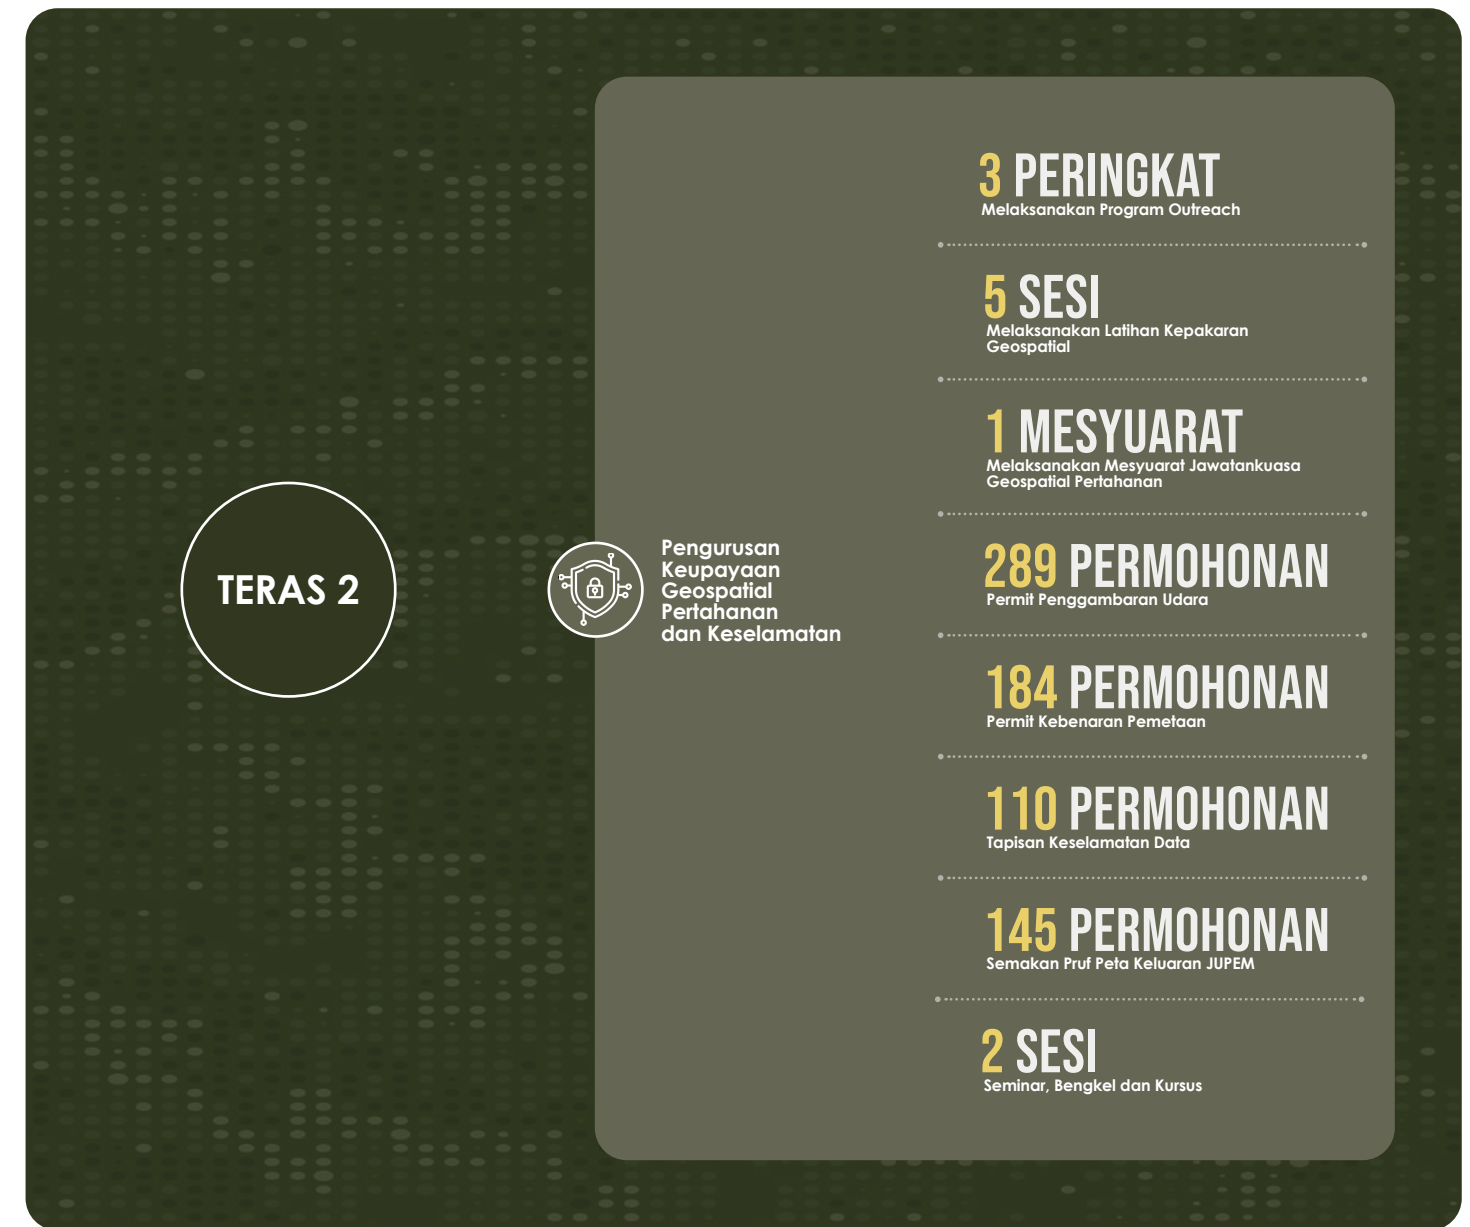 TERAS 2
Pengurusan
Keupayaan
Geospatial
Pertahanan
dan Keselamatan
3 PERINGKAT
Melaksanakan Program Outreach
5 SESI
Melaksanakan Latihan Kepakaran
Geospatial
1 MESYUARAT
Melaksanakan Mesyuarat Jawatankuasa
Geospatial Pertahanan
289 PERMOHONAN
Permit Penggambaran Udara
184 PERMOHONAN
Permit Kebenaran Pemetaan
110 PERMOHONAN
Tapisan Keselamatan Data
145 PERMOHONAN
Semakan Pruf Peta Keluaran JUPEM
2 SESI
Seminar, Bengkel dan Kursus